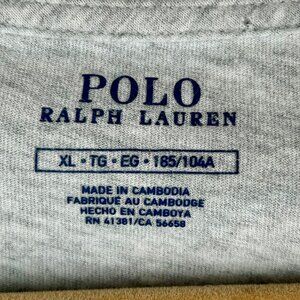 POLO
RALPH LAUREN
XL • TG • EG • 185/104A
MADE IN CAMBODIA
FABRIQUÉ AU CAMBODGE
HECHO EN CAMBOYA
RN 41381/CA 56658